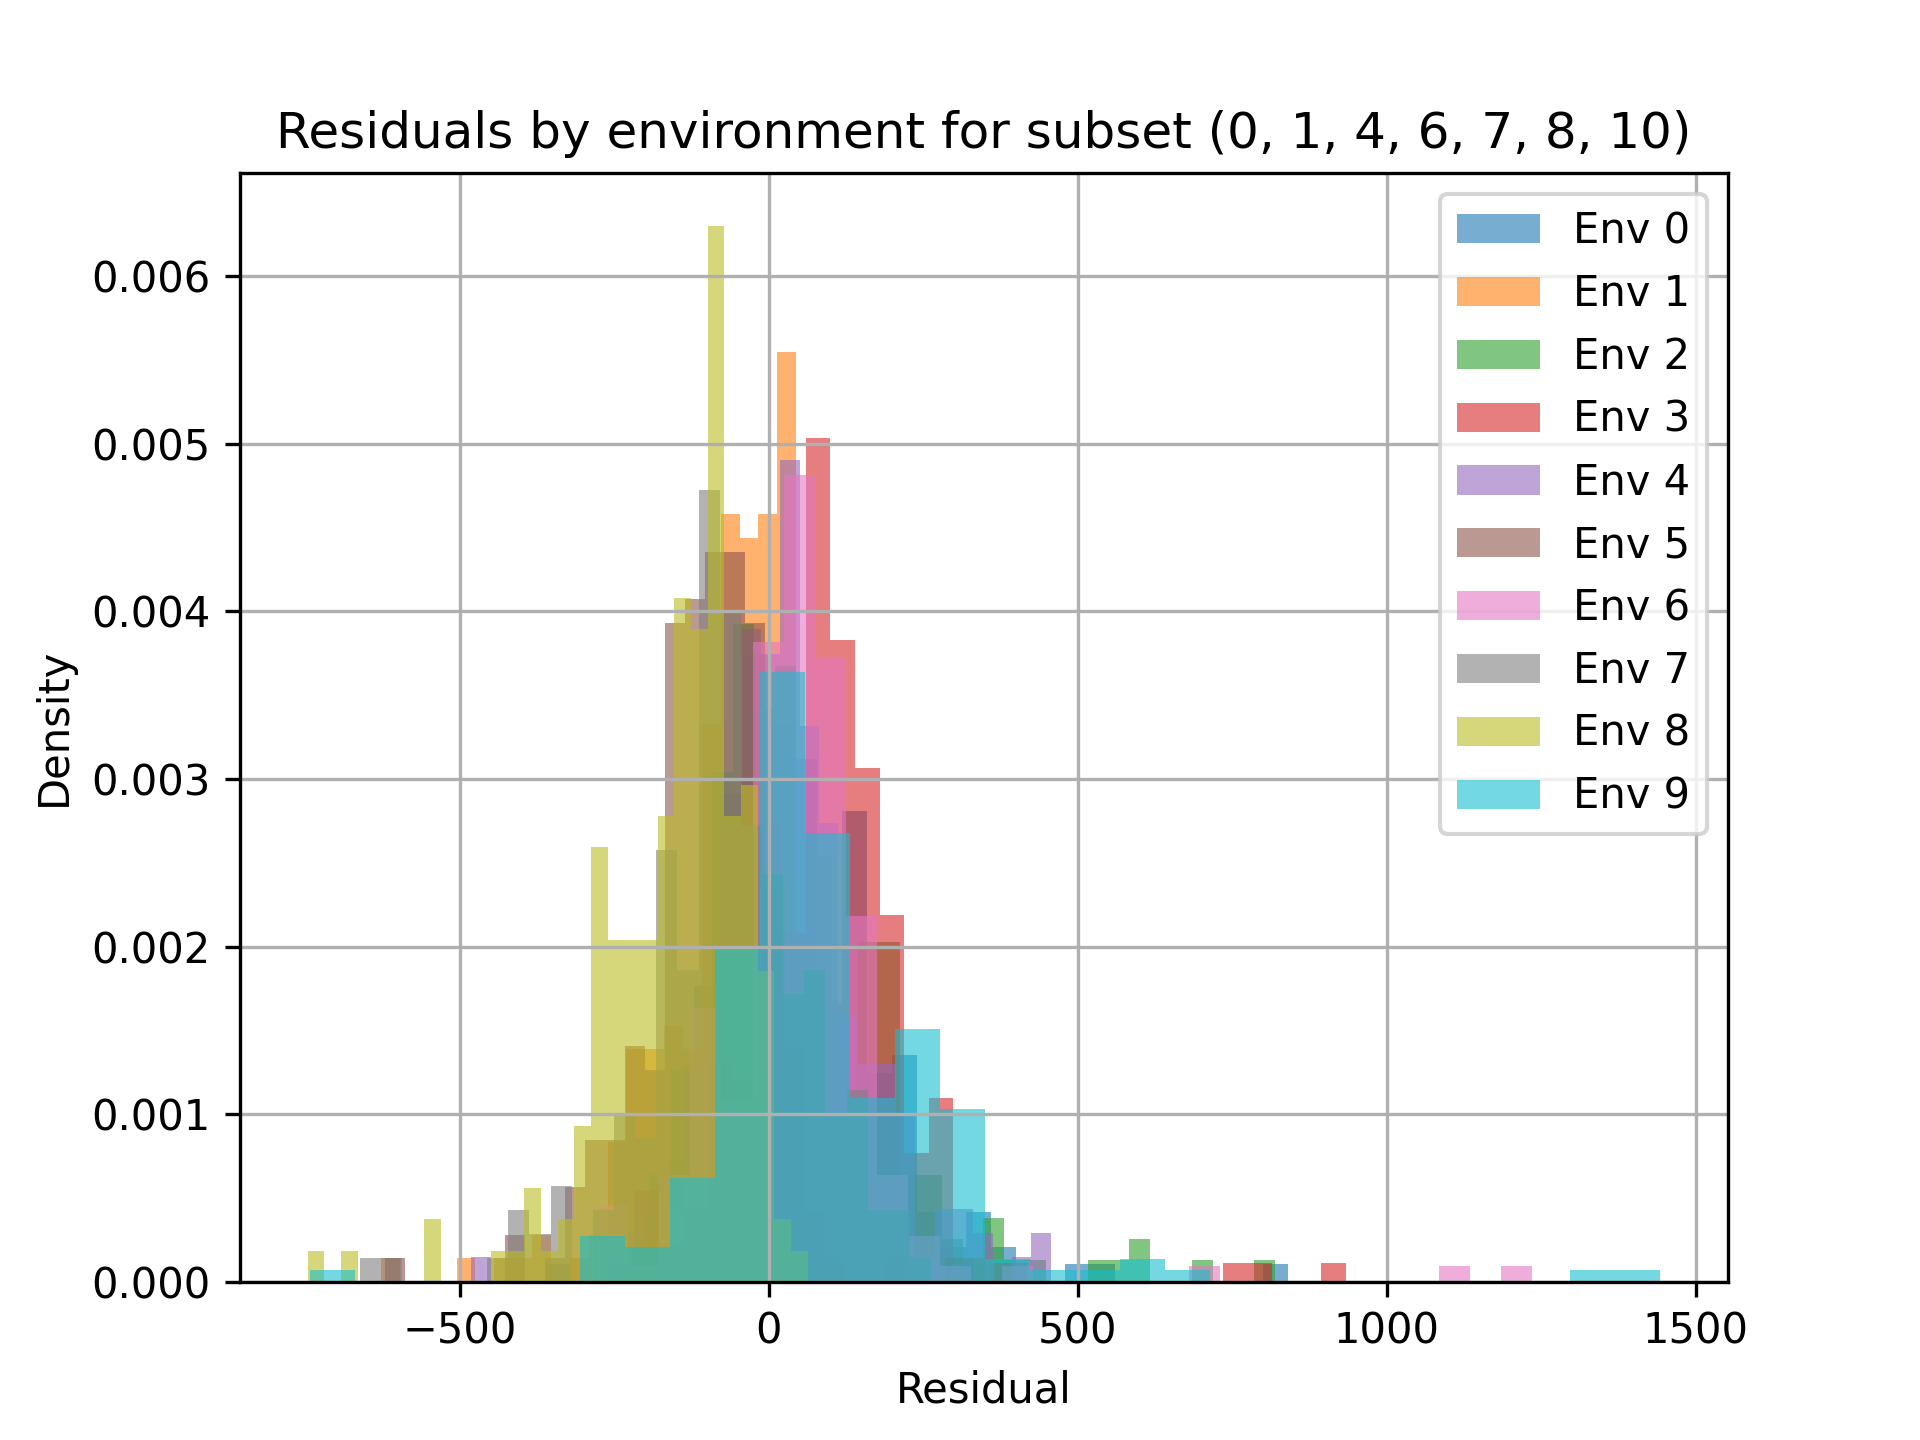 Residuals by environment for subset (0, 1, 4, 6, 7, 8, 10)
Env 0
Env 1
Env 2
Env 3
Env 4
Env 5
Env 6
Env 7
Env 8
Env 9
0.006
0.005
0.004
0.003
0.002
0.001
0.000
Density
−500 0 500 1000 1500
Residual